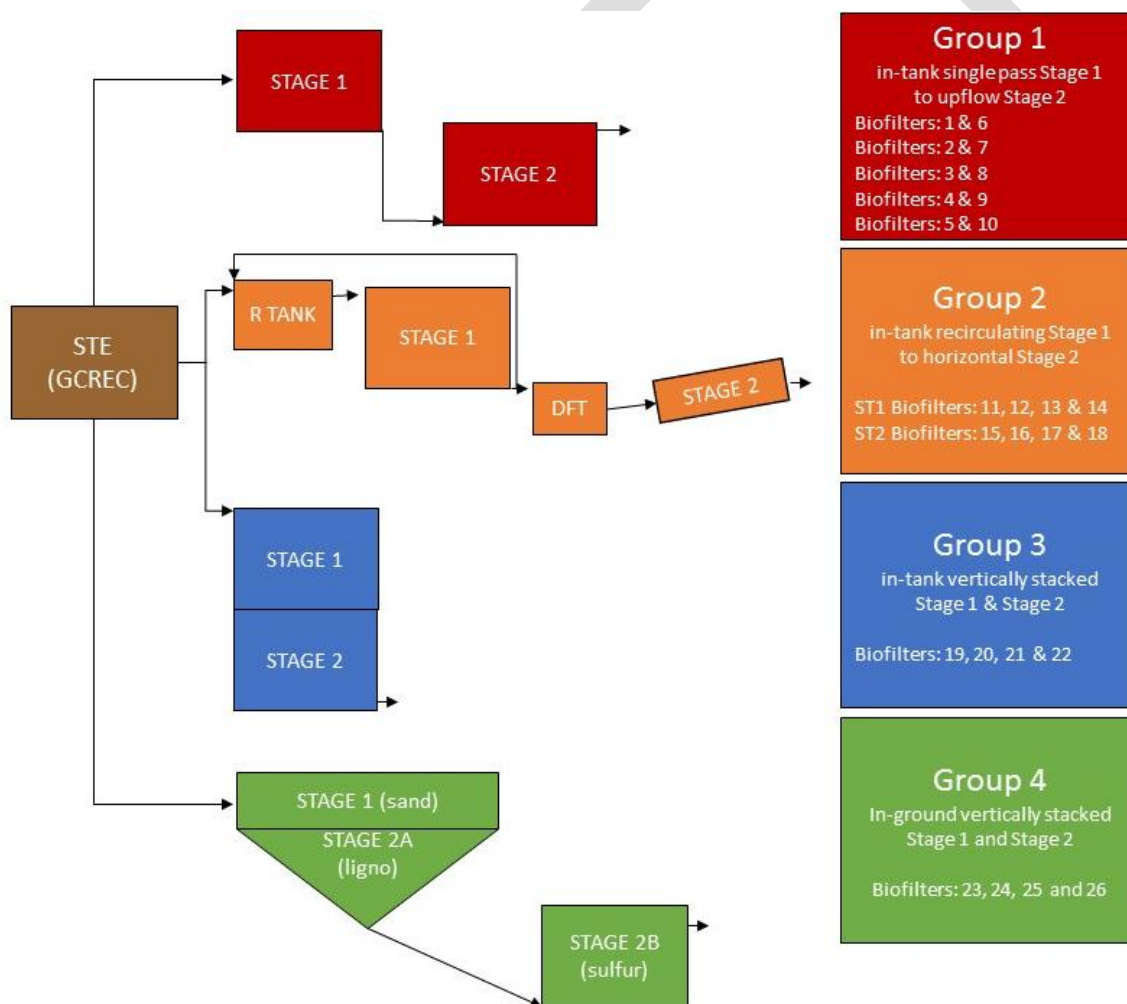 STAGE 1
STAGE 2
R TANK
STAGE 1
DFT
STAGE 2
STE
(GCREC)
STAGE 1
STAGE 2
STAGE 1 (sand)
STAGE 2A
(ligno)
STAGE 2B
(sulfur)
Group 1
in-tank single pass Stage 1
to upflow Stage 2
Biofilters: 1 & 6
Biofilters: 2 & 7
Biofilters: 3 & 8
Biofilters: 4 & 9
Biofilters: 5 & 10
Group 2
in-tank recirculating Stage 1
to horizontal Stage 2
ST1 Biofilters: 11, 12, 13 & 14
ST2 Biofilters: 15, 16, 17 & 18
Group 3
in-tank vertically stacked
Stage 1 & Stage 2
Biofilters: 19, 20, 21 & 22
Group 4
In-ground vertically stacked
Stage 1 and Stage 2
Biofilters: 23, 24, 25 and 26